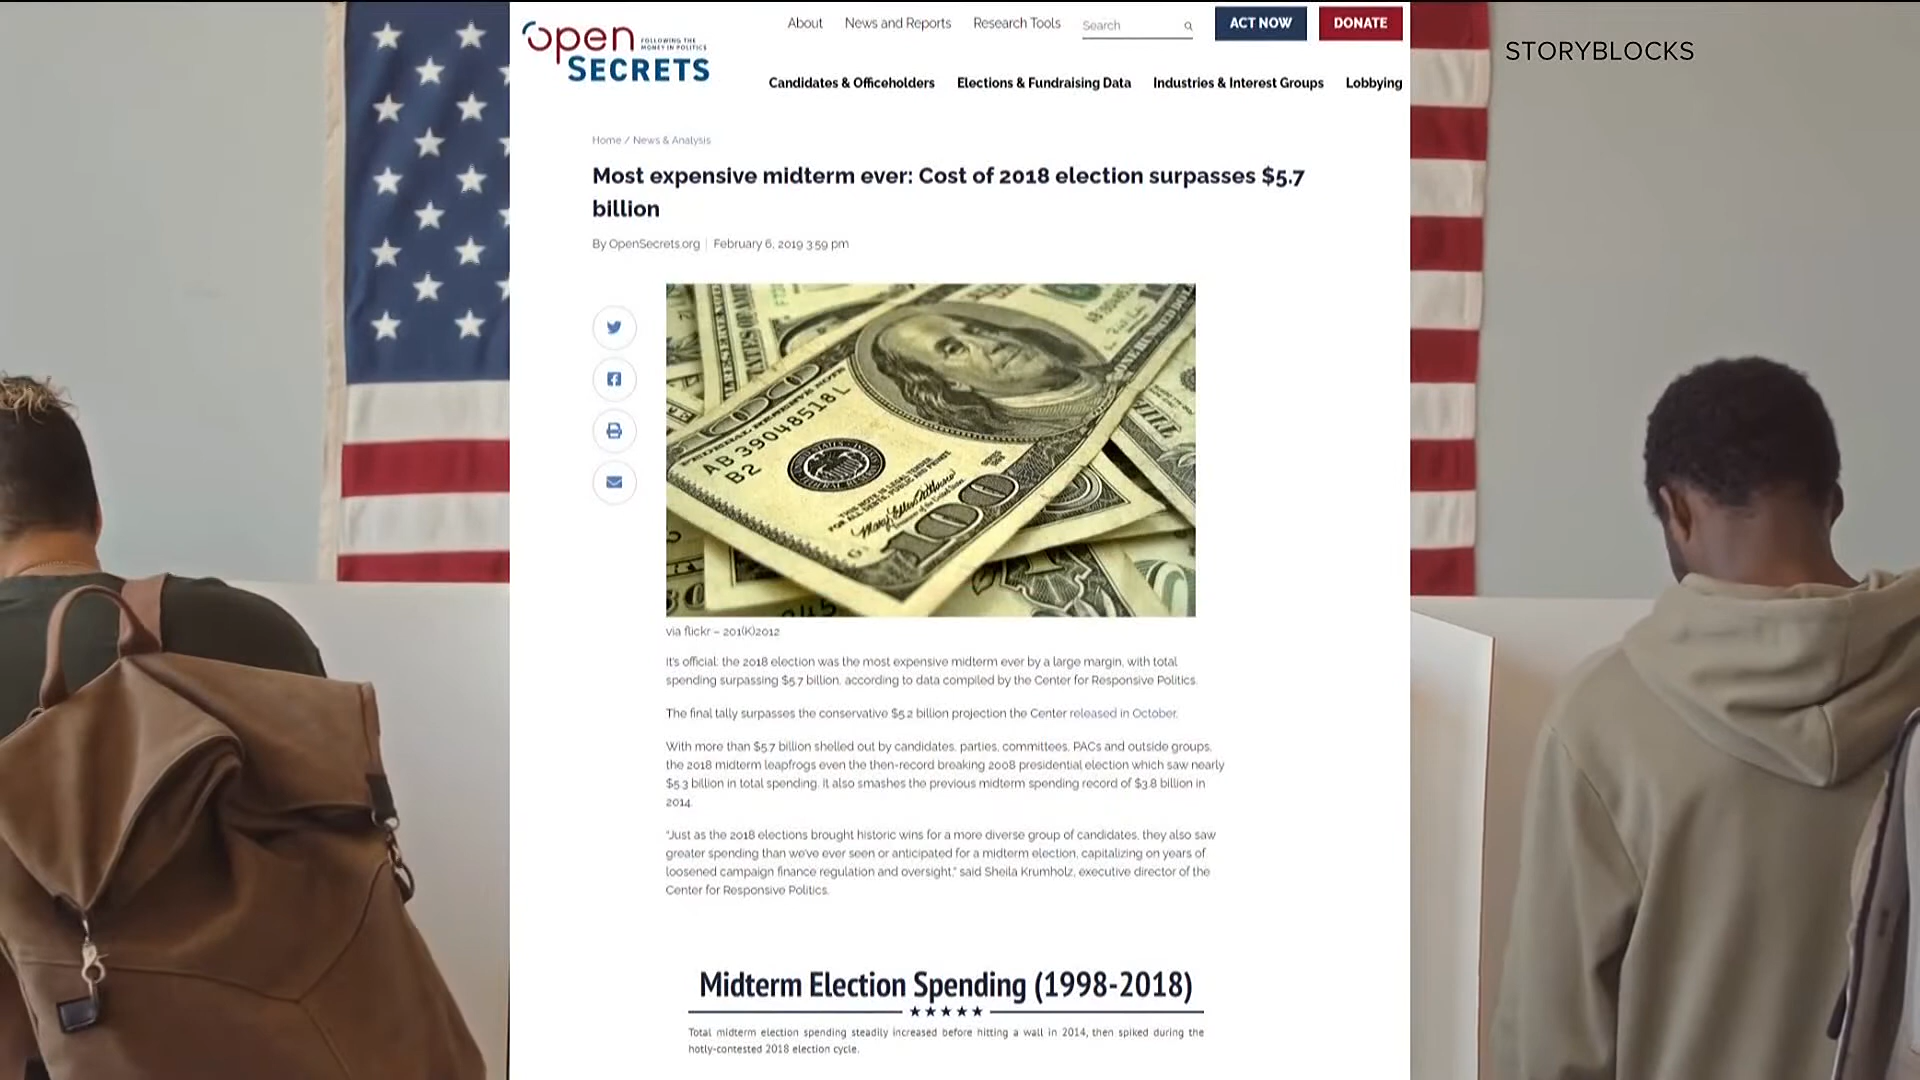 STORYBLOCKS
open
FOLLOWING THE
MONEY IN POLITICS
SECRETS
About News and Reports Research Tools Search ACT NOW DONATE
Candidates & Officeholders Elections & Fundraising Data Industries & Interest Groups Lobbying
Home / News & Analysis
Most expensive midterm ever: Cost of 2018 election surpasses $5.7
billion
By OpenSecrets.org | February 6, 2019 3:59 pm
FEDERAL RESERVE NOTE
AB 39048518 L
B2
100
via flickr – 201(K)2012
It's official: the 2018 election was the most expensive midterm ever by a large margin, with total
spending surpassing $5.7 billion, according to data compiled by the Center for Responsive Politics.
The final tally surpasses the conservative $5.2 billion projection the Center released in October.
With more than $5.7 billion shelled out by candidates, parties, committees, PACs and outside groups,
the 2018 midterm leapfrogs even the then-record breaking 2008 presidential election which saw nearly
$5.3 billion in total spending. It also smashes the previous midterm spending record of $3.8 billion in
2014.
"Just as the 2018 elections brought historic wins for a more diverse group of candidates, they also saw
greater spending than we've ever seen or anticipated for a midterm election, capitalizing on years of
loosened campaign finance regulation and oversight," said Sheila Krumholz, executive director of the
Center for Responsive Politics.
Midterm Election Spending (1998-2018)
Total midterm election spending steadily increased before hitting a wall in 2014, then spiked during the
hotly-contested 2018 election cycle.